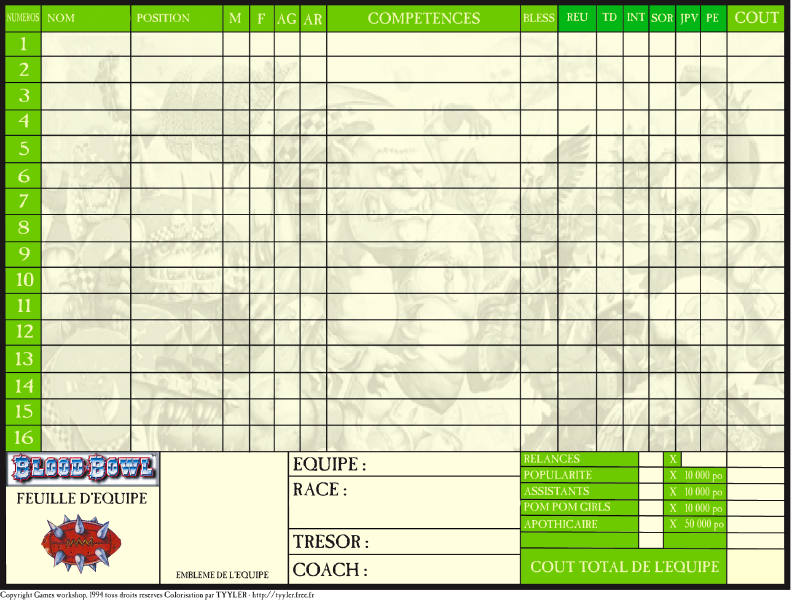 NUMEROS NOM POSITION M F AG AR COMPETENCES BLESS REU TD INT SOR JPV PE COUT
1
2
3
4
5
6
7
8
9
10
11
12
13
14
15
16
BLOOD BOWL
FEUILLE D'EQUIPE
EMBLEME DE L'EQUIPE
EQUIPE :
RACE :
TRESOR :
COACH :
RELANCES X
POPULARITE X 10 000 po
ASSISTANTS X 10 000 po
POM POM GIRLS X 10 000 po
APOTHICAIRE X 50 000 po
COUT TOTAL DE L'EQUIPE
Copyright Games workshop, 1994 tous droits reserves Colorisation par TYYLER - http://tyyler.free.fr